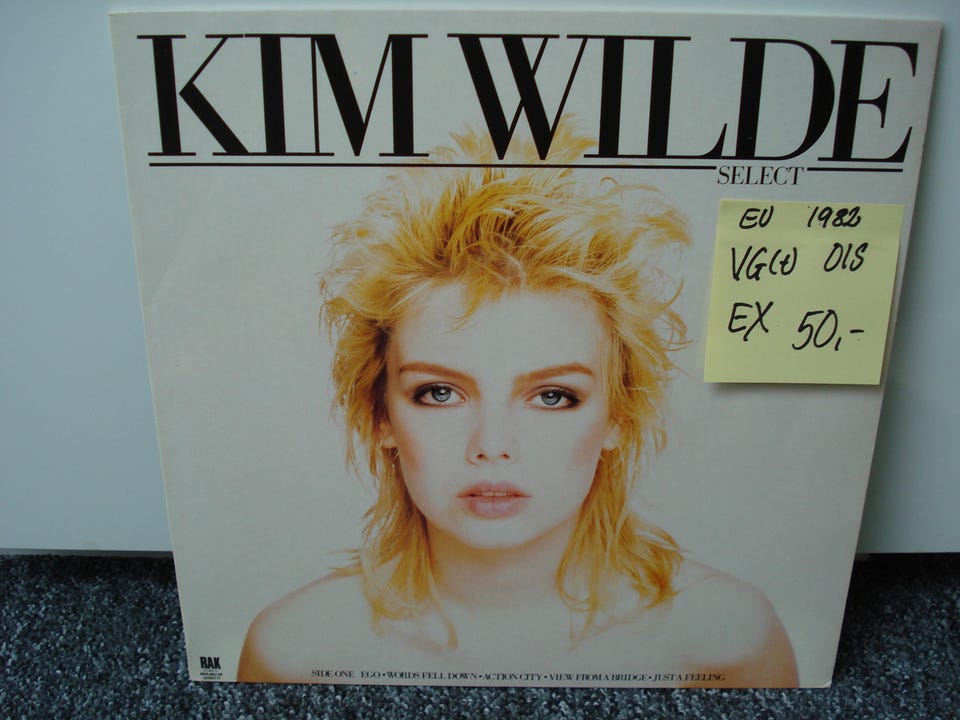 KIM WILDE
SELECT
EU 1982
VG(+) OIS
EX 50,-
RAK
SIDE ONE EGO • WORDS FELL DOWN • ACTION CITY • VIEW FROM A BRIDGE • JUST A FEELING